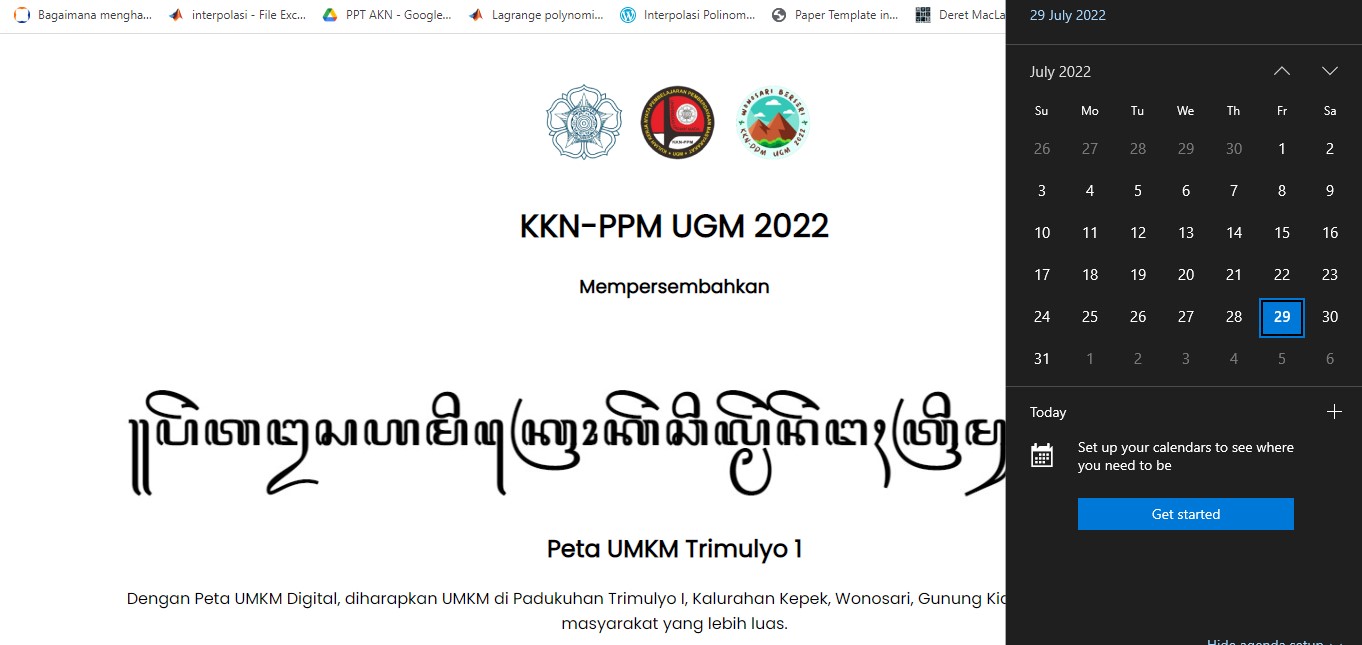 Bagaimana mengha...
interpolasi - File Exc...
PPT AKN - Google...
Lagrange polynomi...
Interpolasi Polinom...
Paper Template in...
Deret MacLa
WONOSARI BERSERI
KKN-PPM UGM 2022
KKN-PPM UGM 2022
Mempersembahkan
Peta UMKM Trimulyo 1
Dengan Peta UMKM Digital, diharapkan UMKM di Padukuhan Trimulyo I, Kalurahan Kepek, Wonosari, Gunung Kid
masyarakat yang lebih luas.
29 July 2022
July 2022
Su Mo Tu We Th Fr Sa
26 27 28 29 30 1 2
3 4 5 6 7 8 9
10 11 12 13 14 15 16
17 18 19 20 21 22 23
24 25 26 27 28 29 30
31 1 2 3 4 5 6
Today
Set up your calendars to see where
you need to be
Get started
Hide agenda setup